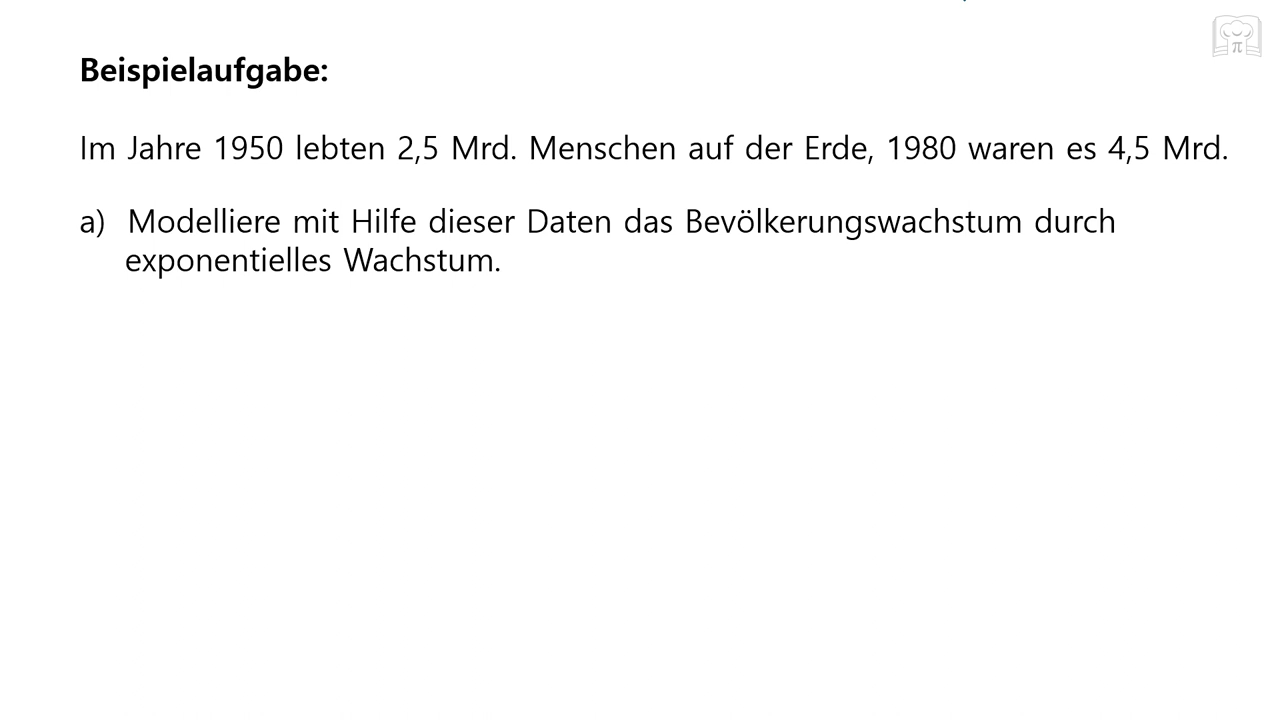 Beispielaufgabe:
Im Jahre 1950 lebten 2,5 Mrd. Menschen auf der Erde, 1980 waren es 4,5 Mrd.
a) Modelliere mit Hilfe dieser Daten das Bevölkerungswachstum durch
exponentielles Wachstum.
π